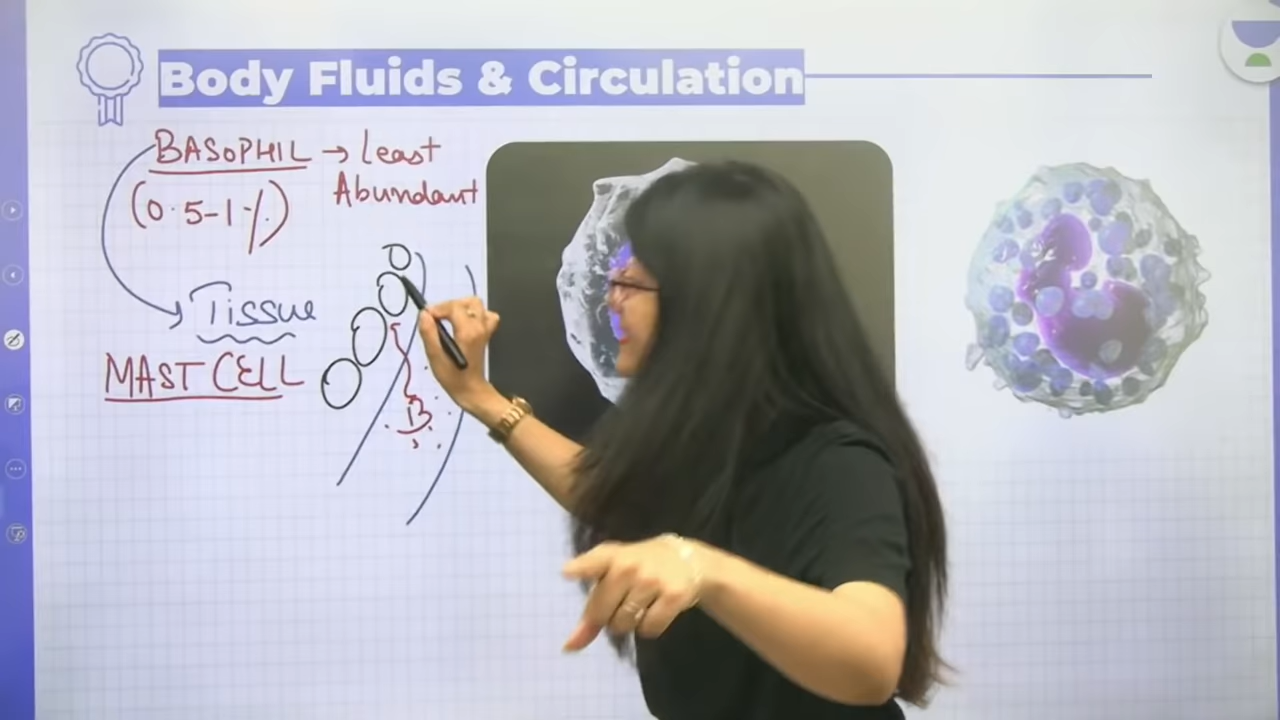 Body Fluids & Circulation
BASOPHIL → Least
Abundant
(0.5-1%)
Tissue
MAST CELL
B